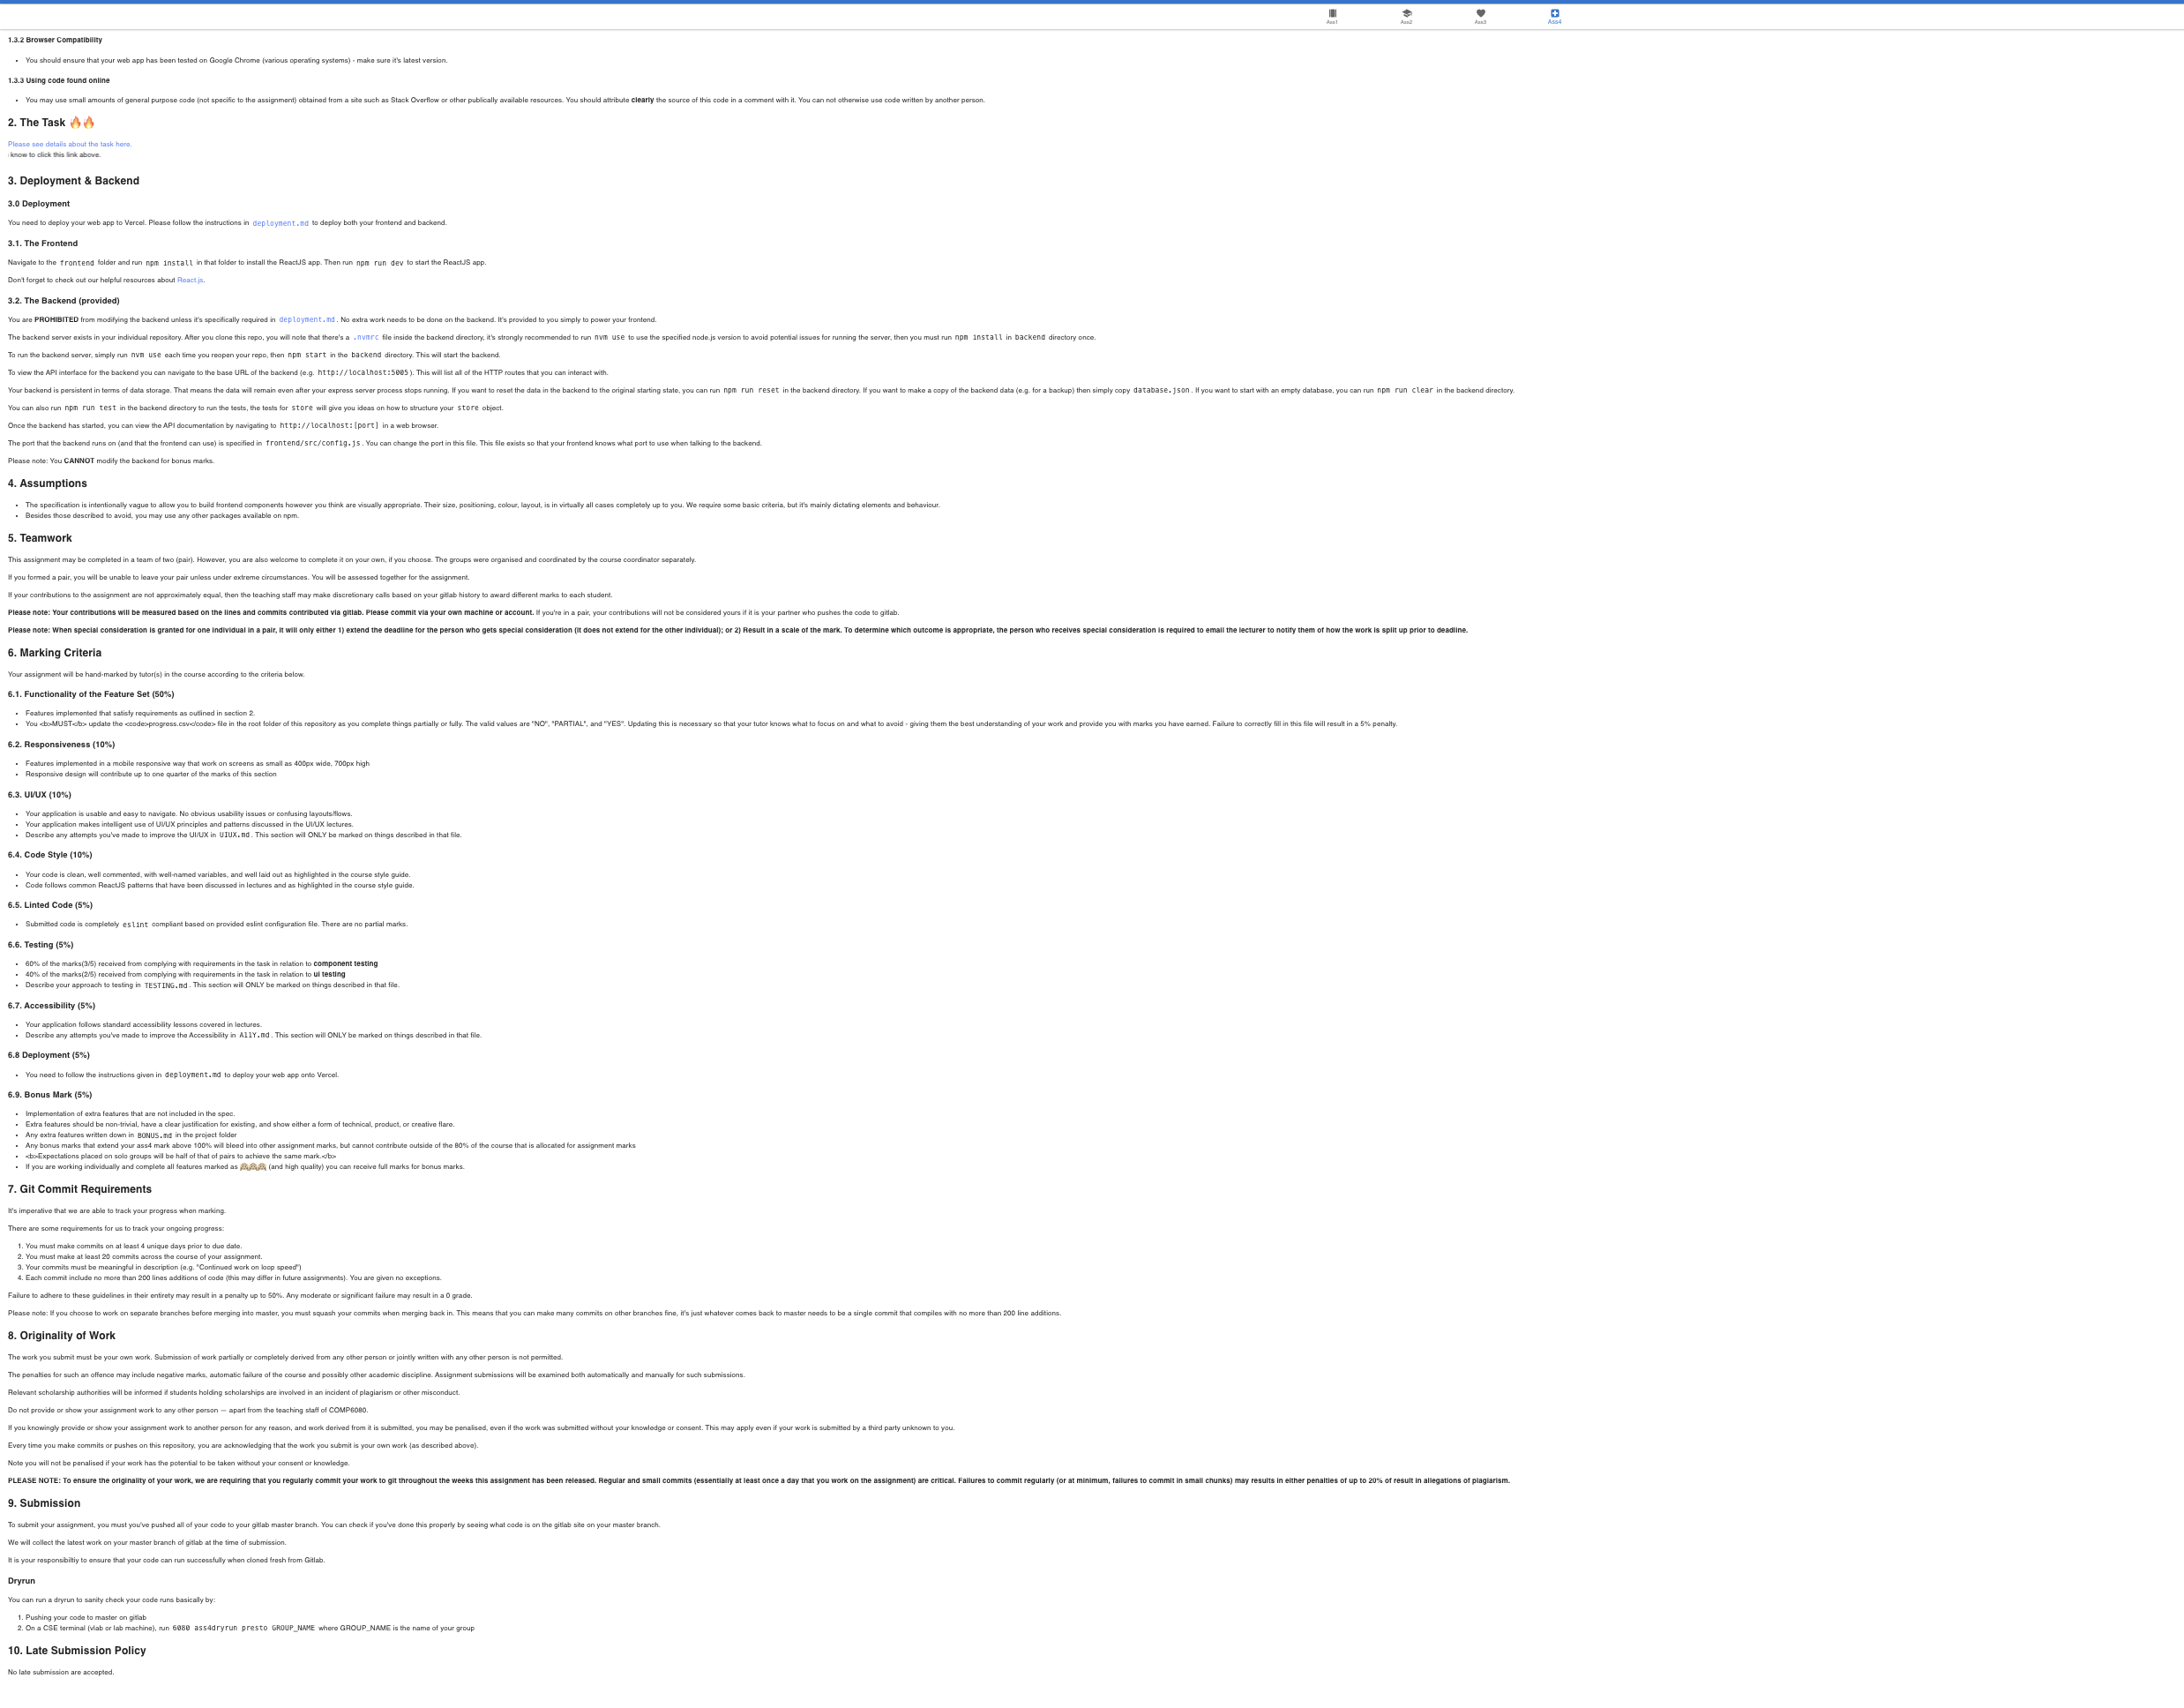 Ass1
Ass2
Ass3
Ass4
1.3.2 Browser Compatibility
You should ensure that your web app has been tested on Google Chrome (various operating systems) - make sure it's latest version.
1.3.3 Using code found online
You may use small amounts of general purpose code (not specific to the assignment) obtained from a site such as Stack Overflow or other publically available resources. You should attribute clearly the source of this code in a comment with it. You can not otherwise use code written by another person.
2. The Task 🔥🔥
Please see details about the task here.
know to click this link above.
3. Deployment & Backend
3.0 Deployment
You need to deploy your web app to Vercel. Please follow the instructions in deployment.md to deploy both your frontend and backend.
3.1. The Frontend
Navigate to the frontend folder and run npm install in that folder to install the ReactJS app. Then run npm run dev to start the ReactJS app.
Don't forget to check out our helpful resources about React.js.
3.2. The Backend (provided)
You are PROHIBITED from modifying the backend unless it's specifically required in deployment.md. No extra work needs to be done on the backend. It's provided to you simply to power your frontend.
The backend server exists in your individual repository. After you clone this repo, you will note that there's a .nvmrc file inside the backend directory, it's strongly recommended to run nvm use to use the specified node.js version to avoid potential issues for running the server, then you must run npm install in backend directory once.
To run the backend server, simply run nvm use each time you reopen your repo, then npm start in the backend directory. This will start the backend.
To view the API interface for the backend you can navigate to the base URL of the backend (e.g. http://localhost:5005). This will list all of the HTTP routes that you can interact with.
Your backend is persistent in terms of data storage. That means the data will remain even after your express server process stops running. If you want to reset the data in the backend to the original starting state, you can run npm run reset in the backend directory. If you want to make a copy of the backend data (e.g. for a backup) then simply copy database.json. If you want to start with an empty database, you can run npm run clear in the backend directory.
You can also run npm run test in the backend directory to run the tests, the tests for store will give you ideas on how to structure your store object.
Once the backend has started, you can view the API documentation by navigating to http://localhost:[port] in a web browser.
The port that the backend runs on (and that the frontend can use) is specified in frontend/src/config.js. You can change the port in this file. This file exists so that your frontend knows what port to use when talking to the backend.
Please note: You CANNOT modify the backend for bonus marks.
4. Assumptions
The specification is intentionally vague to allow you to build frontend components however you think are visually appropriate. Their size, positioning, colour, layout, is in virtually all cases completely up to you. We require some basic criteria, but it's mainly dictating elements and behaviour.
Besides those described to avoid, you may use any other packages available on npm.
5. Teamwork
This assignment may be completed in a team of two (pair). However, you are also welcome to complete it on your own, if you choose. The groups were organised and coordinated by the course coordinator separately.
If you formed a pair, you will be unable to leave your pair unless under extreme circumstances. You will be assessed together for the assignment.
If your contributions to the assignment are not approximately equal, then the teaching staff may make discretionary calls based on your gitlab history to award different marks to each student.
Please note: Your contributions will be measured based on the lines and commits contributed via gitlab. Please commit via your own machine or account. If you're in a pair, your contributions will not be considered yours if it is your partner who pushes the code to gitlab.
Please note: When special consideration is granted for one individual in a pair, it will only either 1) extend the deadline for the person who gets special consideration (it does not extend for the other individual); or 2) Result in a scale of the mark. To determine which outcome is appropriate, the person who receives special consideration is required to email the lecturer to notify them of how the work is split up prior to deadline.
6. Marking Criteria
Your assignment will be hand-marked by tutor(s) in the course according to the criteria below.
6.1. Functionality of the Feature Set (50%)
Features implemented that satisfy requirements as outlined in section 2.
You <b>MUST</b> update the <code>progress.csv</code> file in the root folder of this repository as you complete things partially or fully. The valid values are "NO", "PARTIAL", and "YES". Updating this is necessary so that your tutor knows what to focus on and what to avoid - giving them the best understanding of your work and provide you with marks you have earned. Failure to correctly fill in this file will result in a 5% penalty.
6.2. Responsiveness (10%)
Features implemented in a mobile responsive way that work on screens as small as 400px wide, 700px high
Responsive design will contribute up to one quarter of the marks of this section
6.3. UI/UX (10%)
Your application is usable and easy to navigate. No obvious usability issues or confusing layouts/flows.
Your application makes intelligent use of UI/UX principles and patterns discussed in the UI/UX lectures.
Describe any attempts you've made to improve the UI/UX in UIUX.md. This section will ONLY be marked on things described in that file.
6.4. Code Style (10%)
Your code is clean, well commented, with well-named variables, and well laid out as highlighted in the course style guide.
Code follows common ReactJS patterns that have been discussed in lectures and as highlighted in the course style guide.
6.5. Linted Code (5%)
Submitted code is completely eslint compliant based on provided eslint configuration file. There are no partial marks.
6.6. Testing (5%)
60% of the marks(3/5) received from complying with requirements in the task in relation to component testing
40% of the marks(2/5) received from complying with requirements in the task in relation to ui testing
Describe your approach to testing in TESTING.md. This section will ONLY be marked on things described in that file.
6.7. Accessibility (5%)
Your application follows standard accessibility lessons covered in lectures.
Describe any attempts you've made to improve the Accessibility in A11Y.md. This section will ONLY be marked on things described in that file.
6.8 Deployment (5%)
You need to follow the instructions given in deployment.md to deploy your web app onto Vercel.
6.9. Bonus Mark (5%)
Implementation of extra features that are not included in the spec.
Extra features should be non-trivial, have a clear justification for existing, and show either a form of technical, product, or creative flare.
Any extra features written down in BONUS.md in the project folder
Any bonus marks that extend your ass4 mark above 100% will bleed into other assignment marks, but cannot contribute outside of the 80% of the course that is allocated for assignment marks
<b>Expectations placed on solo groups will be half of that of pairs to achieve the same mark.</b>
If you are working individually and complete all features marked as 🙈🙈🙈 (and high quality) you can receive full marks for bonus marks.
7. Git Commit Requirements
It's imperative that we are able to track your progress when marking.
There are some requirements for us to track your ongoing progress:
1. You must make commits on at least 4 unique days prior to due date.
2. You must make at least 20 commits across the course of your assignment.
3. Your commits must be meaningful in description (e.g. "Continued work on loop speed")
4. Each commit include no more than 200 lines additions of code (this may differ in future assignments). You are given no exceptions.
Failure to adhere to these guidelines in their entirety may result in a penalty up to 50%. Any moderate or significant failure may result in a 0 grade.
Please note: If you choose to work on separate branches before merging into master, you must squash your commits when merging back in. This means that you can make many commits on other branches fine, it's just whatever comes back to master needs to be a single commit that compiles with no more than 200 line additions.
8. Originality of Work
The work you submit must be your own work. Submission of work partially or completely derived from any other person or jointly written with any other person is not permitted.
The penalties for such an offence may include negative marks, automatic failure of the course and possibly other academic discipline. Assignment submissions will be examined both automatically and manually for such submissions.
Relevant scholarship authorities will be informed if students holding scholarships are involved in an incident of plagiarism or other misconduct.
Do not provide or show your assignment work to any other person — apart from the teaching staff of COMP6080.
If you knowingly provide or show your assignment work to another person for any reason, and work derived from it is submitted, you may be penalised, even if the work was submitted without your knowledge or consent. This may apply even if your work is submitted by a third party unknown to you.
Every time you make commits or pushes on this repository, you are acknowledging that the work you submit is your own work (as described above).
Note you will not be penalised if your work has the potential to be taken without your consent or knowledge.
PLEASE NOTE: To ensure the originality of your work, we are requiring that you regularly commit your work to git throughout the weeks this assignment has been released. Regular and small commits (essentially at least once a day that you work on the assignment) are critical. Failures to commit regularly (or at minimum, failures to commit in small chunks) may results in either penalties of up to 20% of result in allegations of plagiarism.
9. Submission
To submit your assignment, you must you've pushed all of your code to your gitlab master branch. You can check if you've done this properly by seeing what code is on the gitlab site on your master branch.
We will collect the latest work on your master branch of gitlab at the time of submission.
It is your responsibiltiy to ensure that your code can run successfully when cloned fresh from Gitlab.
Dryrun
You can run a dryrun to sanity check your code runs basically by:
1. Pushing your code to master on gitlab
2. On a CSE terminal (vlab or lab machine), run 6080 ass4dryrun presto GROUP_NAME where GROUP_NAME is the name of your group
10. Late Submission Policy
No late submission are accepted.